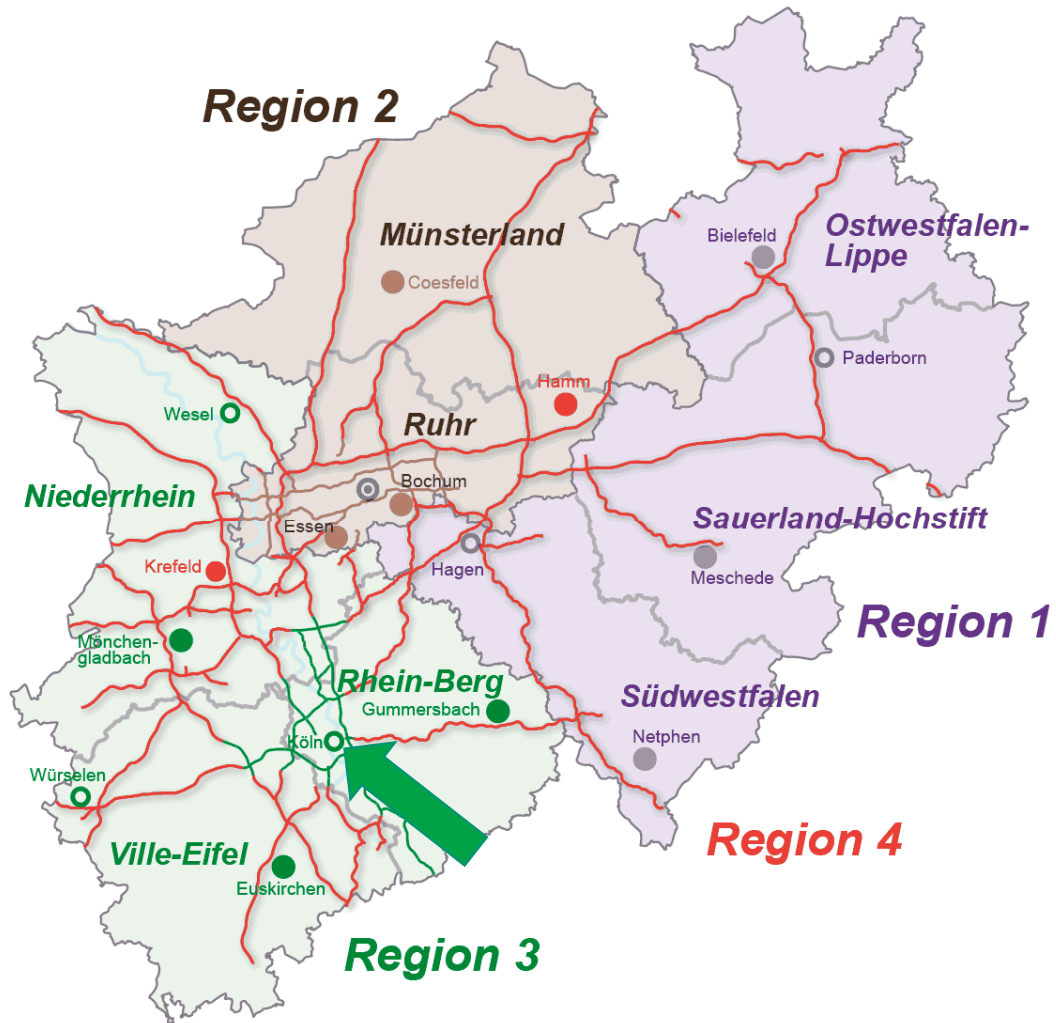 Region 2
Münsterland
Coesfeld
Ostwestfalen-
Lippe
Bielefeld
Paderborn
Hamm
Wesel
Ruhr
Bochum
Niederrhein
Essen
Sauerland-Hochstift
Krefeld
Hagen
Meschede
Region 1
Mönchen-
gladbach
Rhein-Berg
Gummersbach
Südwestfalen
Köln
Netphen
Würselen
Region 4
Ville-Eifel
Euskirchen
Region 3